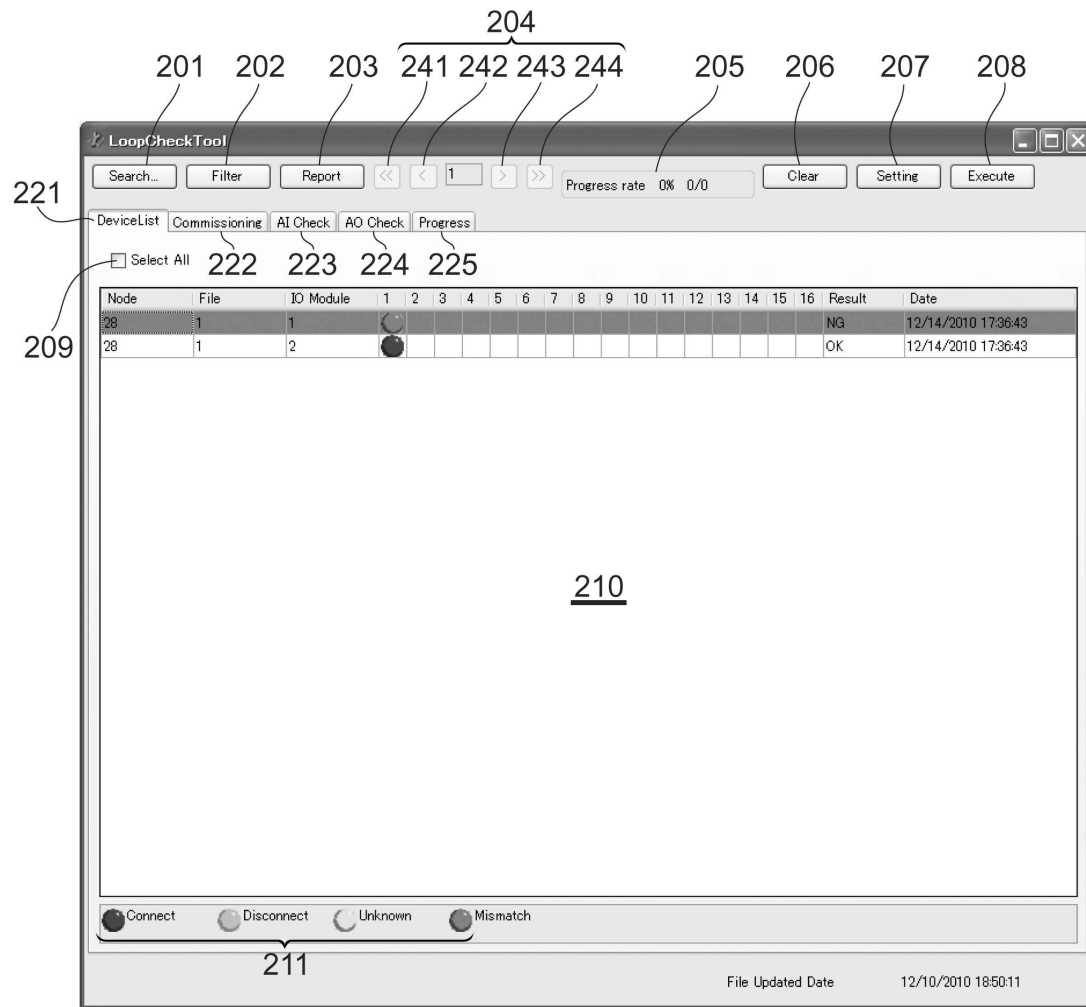 204
201 202 203 241 242 243 244 205 206 207 208
LoopCheckTool
Search... Filter Report << < 1 > >> Progress rate 0% 0/0 Clear Setting Execute
221
DeviceList Commissioning AI Check AO Check Progress
Select All 222 223 224 225
209
Node File IO Module 1 2 3 4 5 6 7 8 9 10 11 12 13 14 15 16 Result Date
28 1 1 NG 12/14/2010 17:36:43
28 1 2 OK 12/14/2010 17:36:43
210
Connect Disconnect Unknown Mismatch
211
File Updated Date 12/10/2010 18:50:11